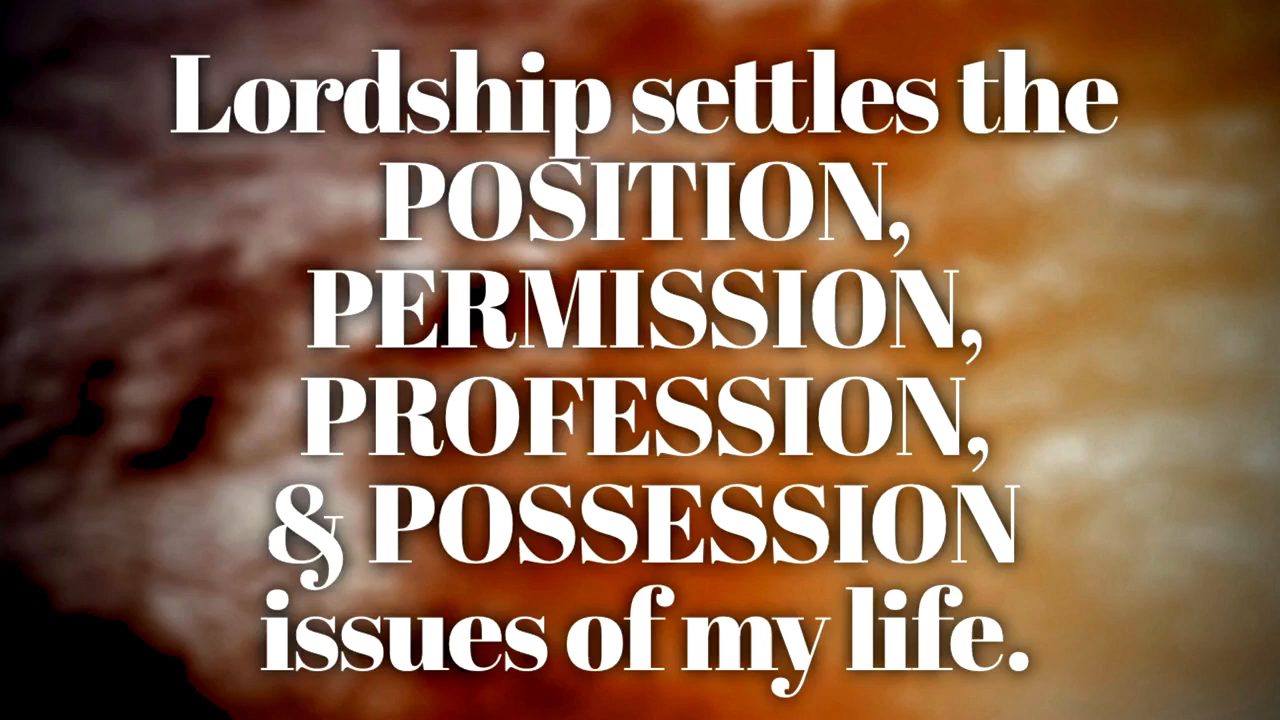 Lordship settles the
POSITION,
PERMISSION,
PROFESSION,
& POSSESSION
issues of my life.